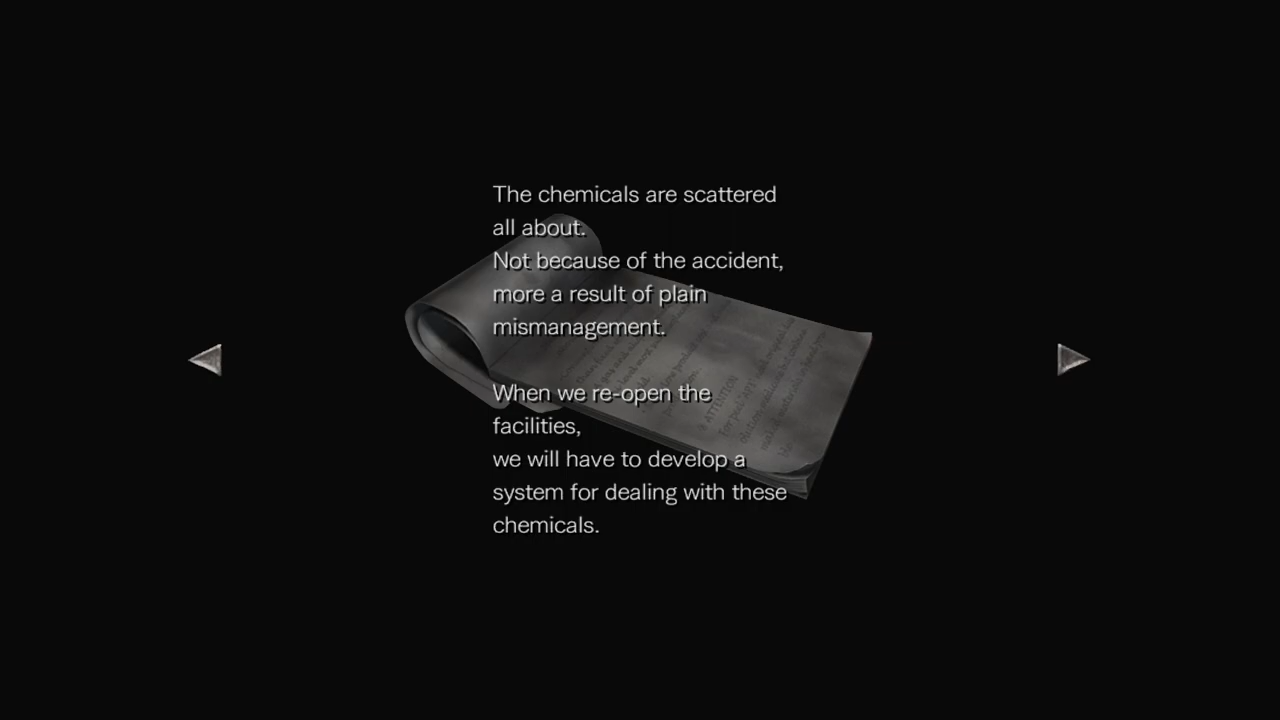 The chemicals are scattered
all about.
Not because of the accident,
more a result of plain
mismanagement.
When we re-open the
facilities,
we will have to develop a
system for dealing with these
chemicals.
ATTENTION